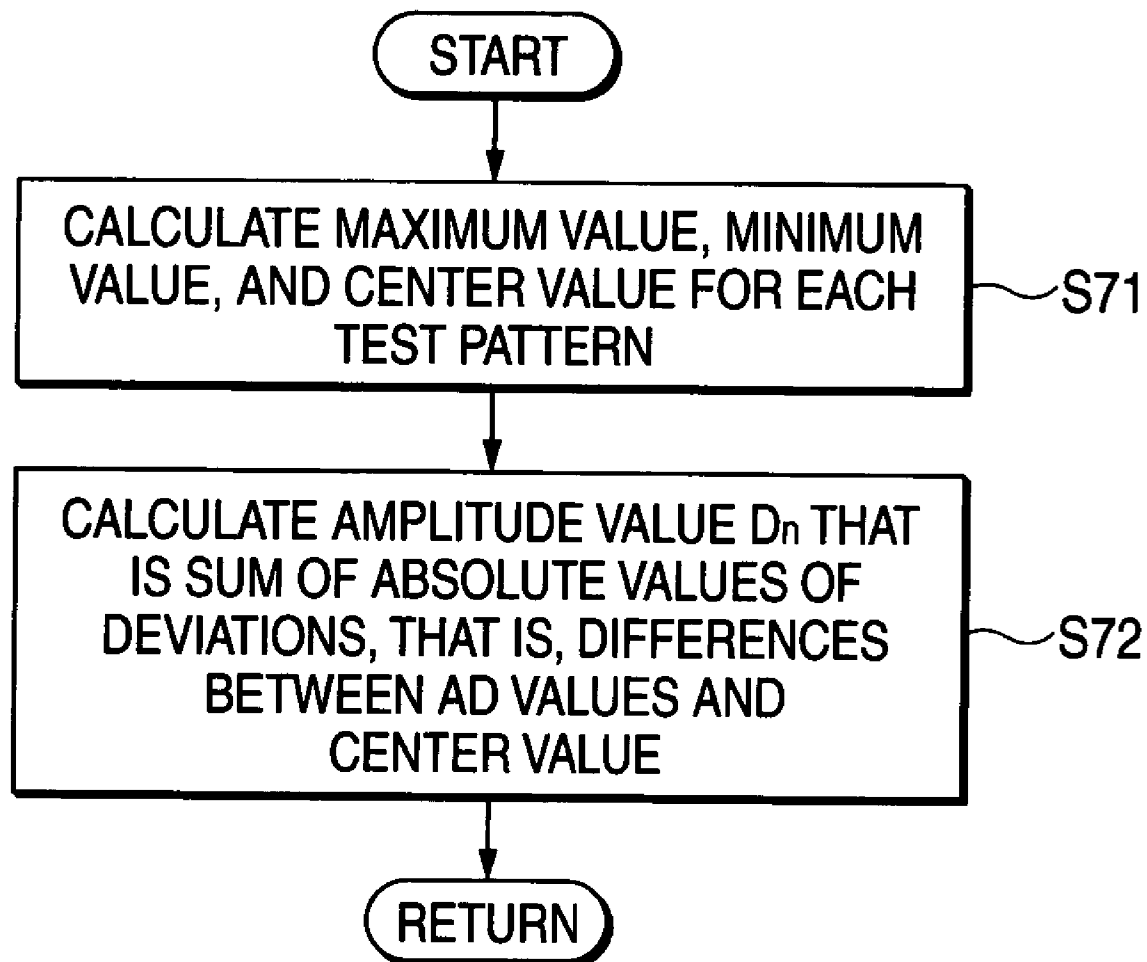 START
CALCULATE MAXIMUM VALUE, MINIMUM
VALUE, AND CENTER VALUE FOR EACH
TEST PATTERN
S71
CALCULATE AMPLITUDE VALUE Dn THAT
IS SUM OF ABSOLUTE VALUES OF
DEVIATIONS, THAT IS, DIFFERENCES
BETWEEN AD VALUES AND
CENTER VALUE
S72
RETURN